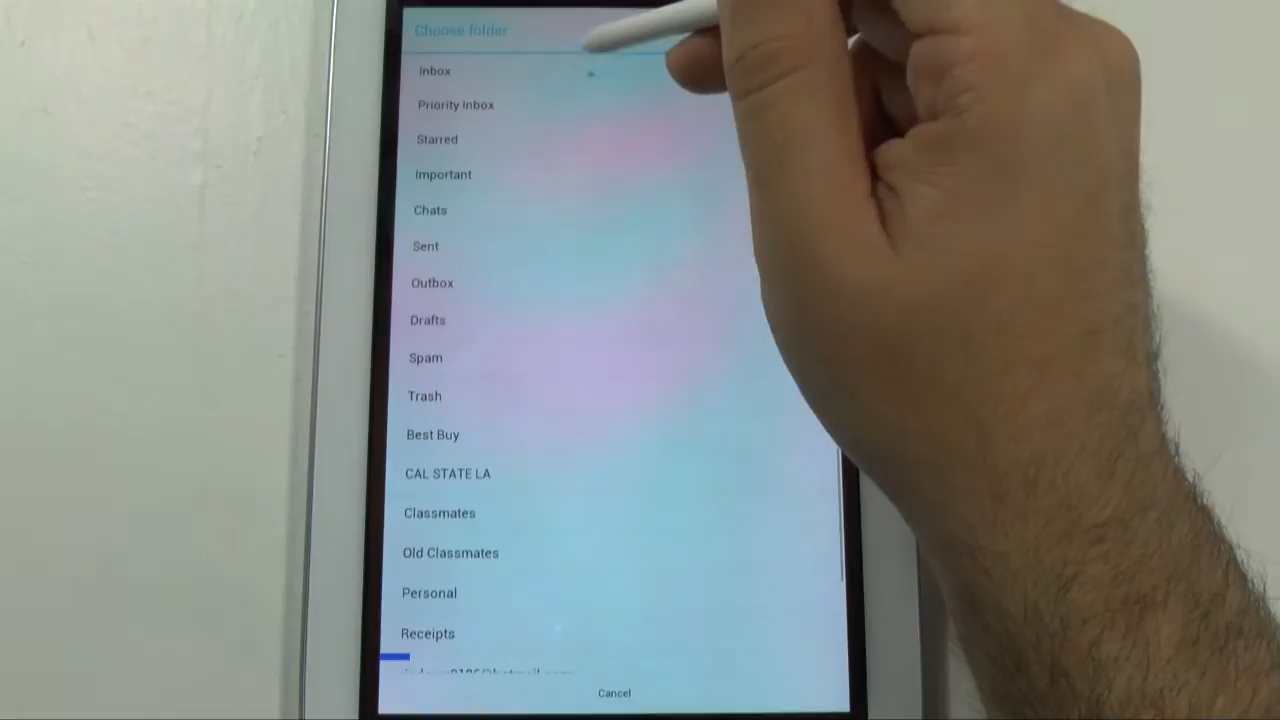 Choose folder
Inbox
Priority Inbox
Starred
Important
Chats
Sent
Outbox
Drafts
Spam
Trash
Best Buy
CAL STATE LA
Classmates
Old Classmates
Personal
Receipts
Cancel